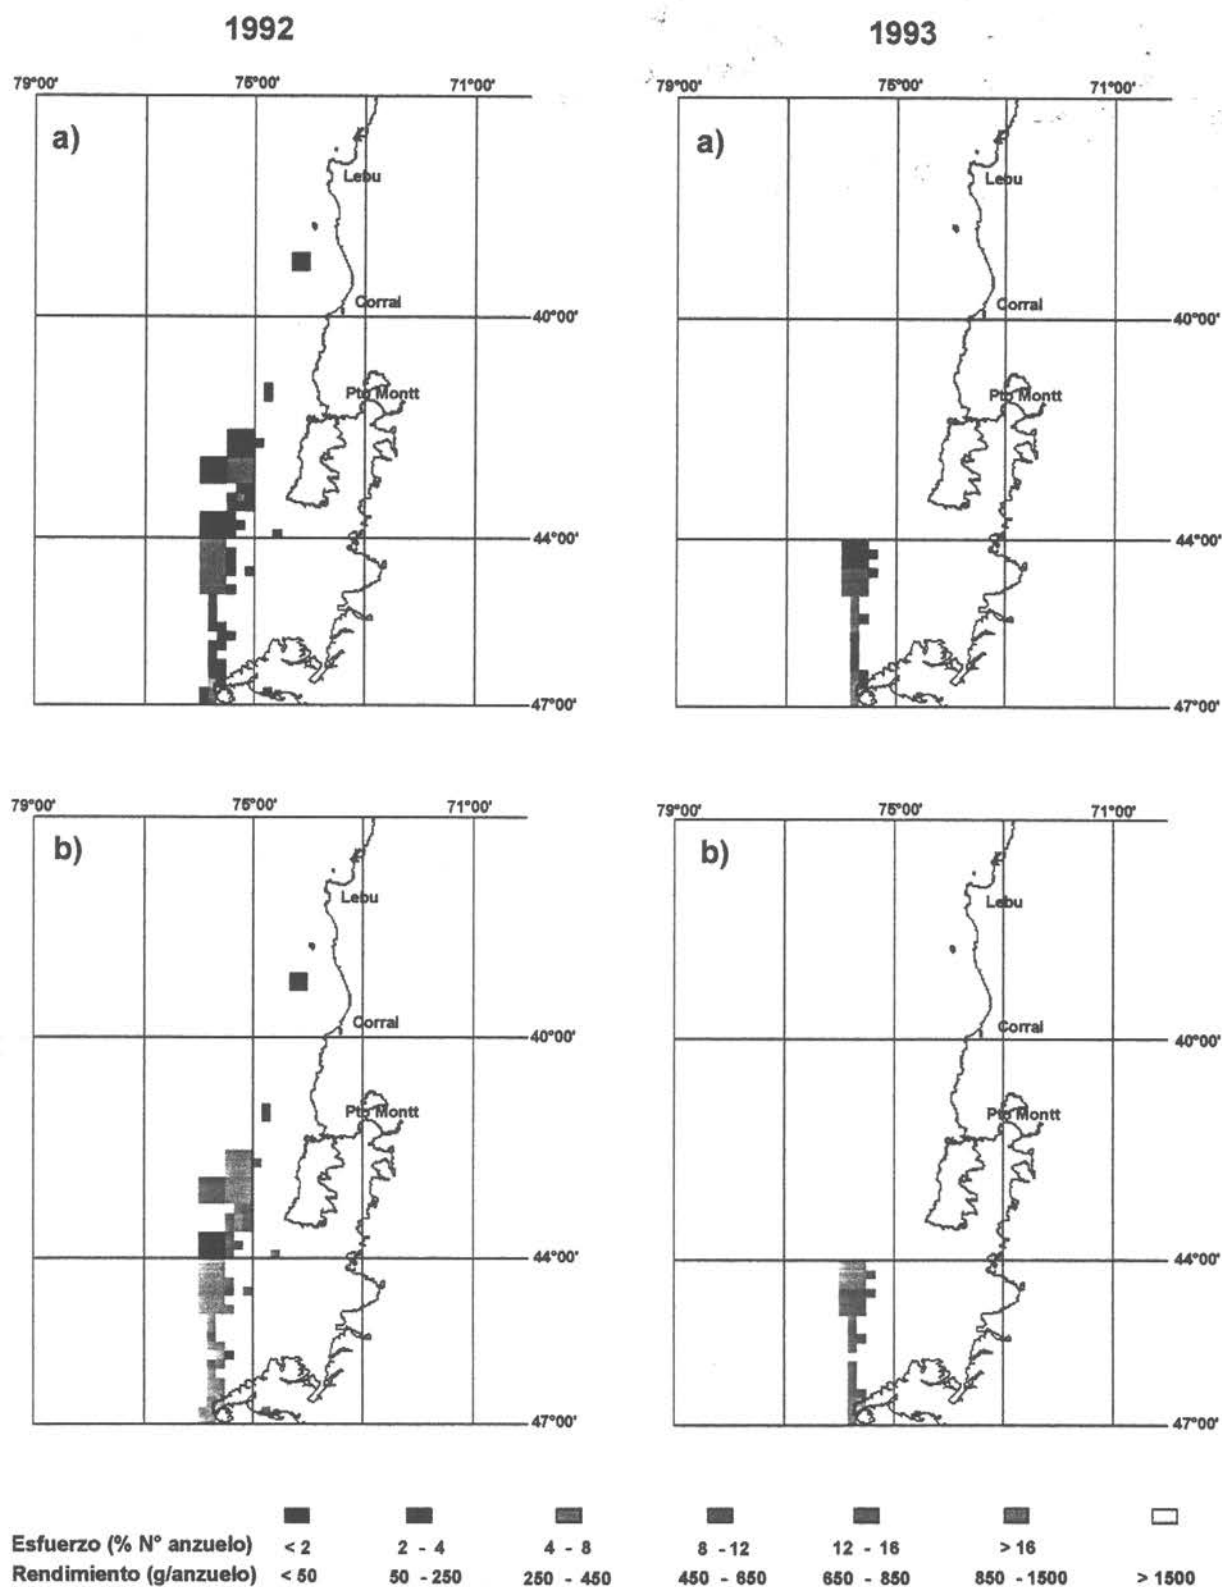 1992
1993
79°00' 75°00' 71°00'
79°00' 75°00' 71°00'
a)
a)
Lebu
Lebu
Corral
Corral
40°00'
40°00'
Pto Montt
Pto Montt
44°00'
44°00'
47°00'
47°00'
79°00' 75°00' 71°00'
79°00' 75°00' 71°00'
b)
b)
Lebu
Lebu
Corral
Corral
40°00'
40°00'
Pto Montt
Pto Montt
44°00'
44°00'
47°00'
47°00'
Esfuerzo (% N° anzuelo) < 2 2 - 4 4 - 8 8 - 12 12 - 16 > 16
Rendimiento (g/anzuelo) < 50 50 - 250 250 - 450 450 - 650 650 - 850 850 - 1500 > 1500